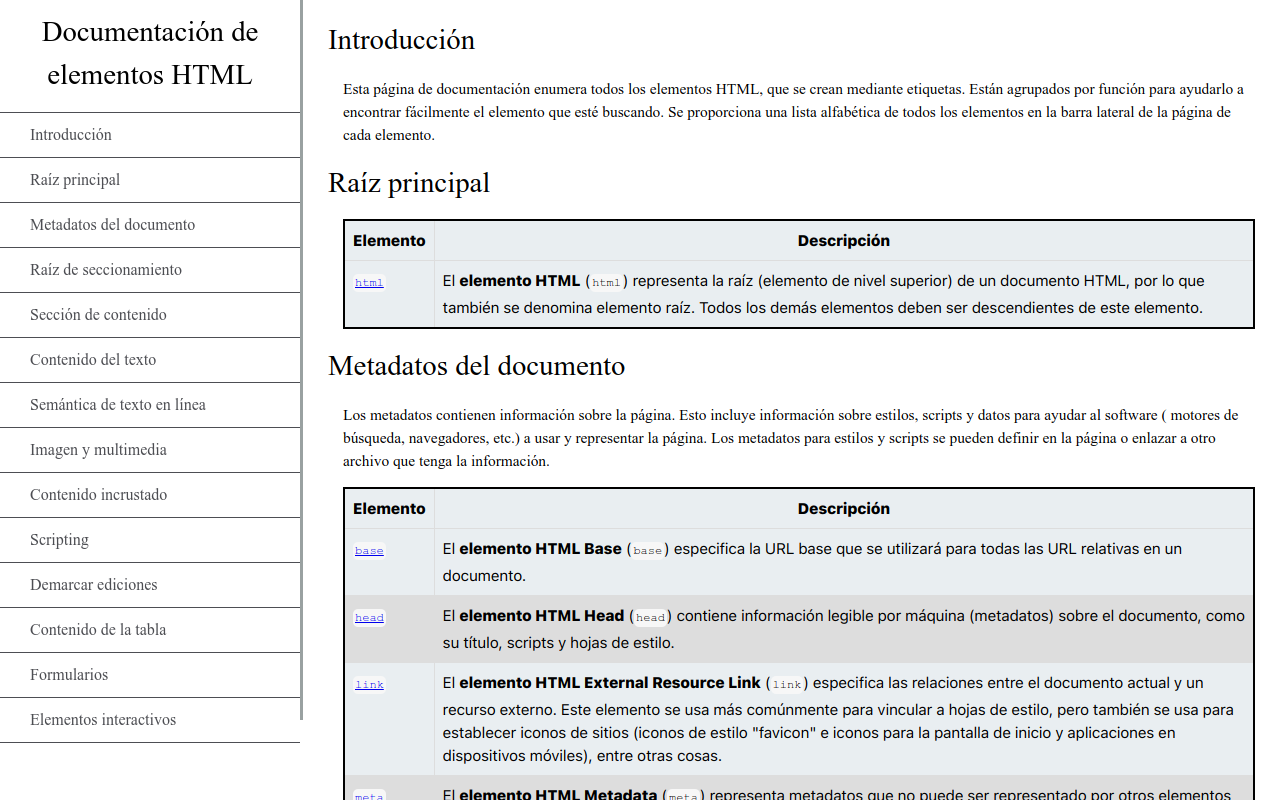 Documentación de
elementos HTML
Introducción
Raíz principal
Metadatos del documento
Raíz de seccionamiento
Sección de contenido
Contenido del texto
Semántica de texto en línea
Imagen y multimedia
Contenido incrustado
Scripting
Demarcar ediciones
Contenido de la tabla
Formularios
Elementos interactivos
Introducción
Esta página de documentación enumera todos los elementos HTML, que se crean mediante etiquetas. Están agrupados por función para ayudarlo a
encontrar fácilmente el elemento que esté buscando. Se proporciona una lista alfabética de todos los elementos en la barra lateral de la página de
cada elemento.
Raíz principal
Elemento Descripción
html El elemento HTML (html) representa la raíz (elemento de nivel superior) de un documento HTML, por lo que
también se denomina elemento raíz. Todos los demás elementos deben ser descendientes de este elemento.
Metadatos del documento
Los metadatos contienen información sobre la página. Esto incluye información sobre estilos, scripts y datos para ayudar al software ( motores de
búsqueda, navegadores, etc.) a usar y representar la página. Los metadatos para estilos y scripts se pueden definir en la página o enlazar a otro
archivo que tenga la información.
Elemento Descripción
base El elemento HTML Base (base) especifica la URL base que se utilizará para todas las URL relativas en un
documento.
head El elemento HTML Head (head) contiene información legible por máquina (metadatos) sobre el documento, como
su título, scripts y hojas de estilo.
link El elemento HTML External Resource Link (link) especifica las relaciones entre el documento actual y un
recurso externo. Este elemento se usa más comúnmente para vincular a hojas de estilo, pero también se usa para
establecer iconos de sitios (iconos de estilo "favicon" e iconos para la pantalla de inicio y aplicaciones en
dispositivos móviles), entre otras cosas.
meta El elemento HTML Metadata (meta) representa metadatos que no puede ser representado por otros elementos